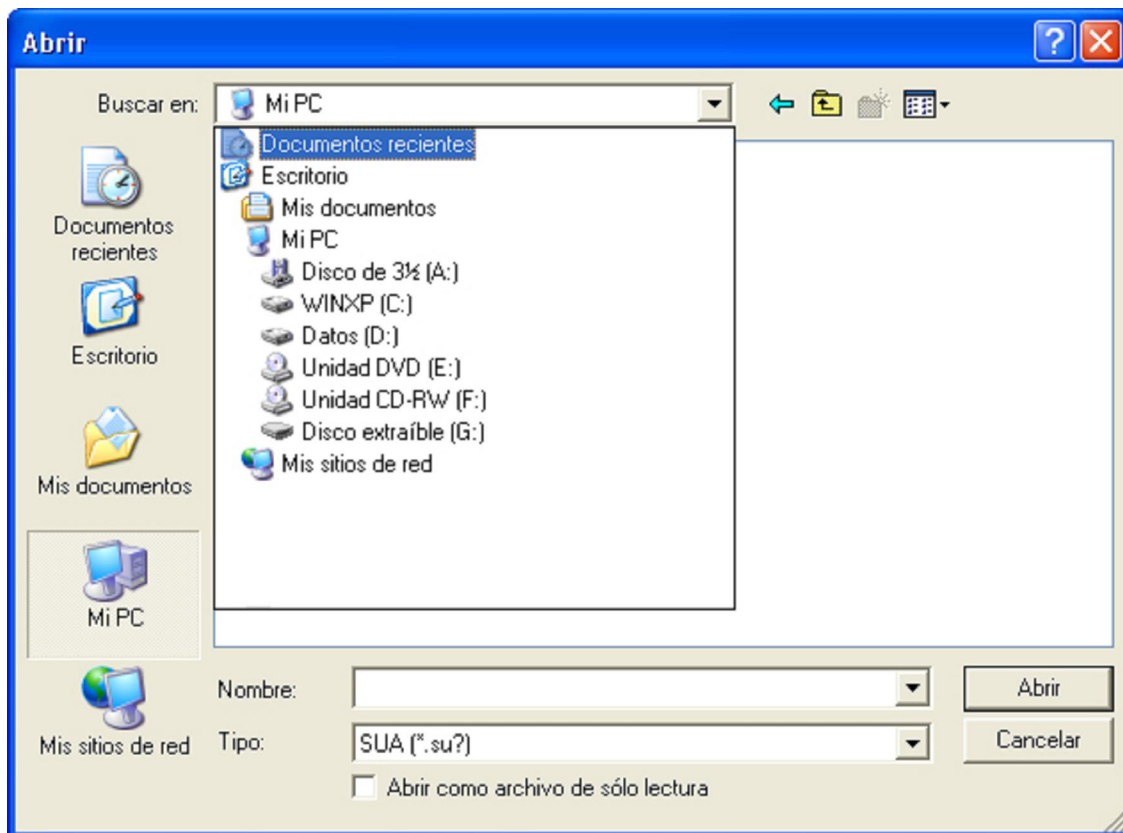 Abrir
Buscar en: Mi PC
Documentos recientes
Escritorio
Mis documentos
Mi PC
Disco de 3½ (A:)
WINXP (C:)
Datos (D:)
Unidad DVD (E:)
Unidad CD-RW (F:)
Disco extraíble (G:)
Mis sitios de red
Documentos
recientes
Escritorio
Mis documentos
Mi PC
Mis sitios de red
Nombre:
Abrir
Tipo: SUA (*.su?)
Cancelar
Abrir como archivo de sólo lectura